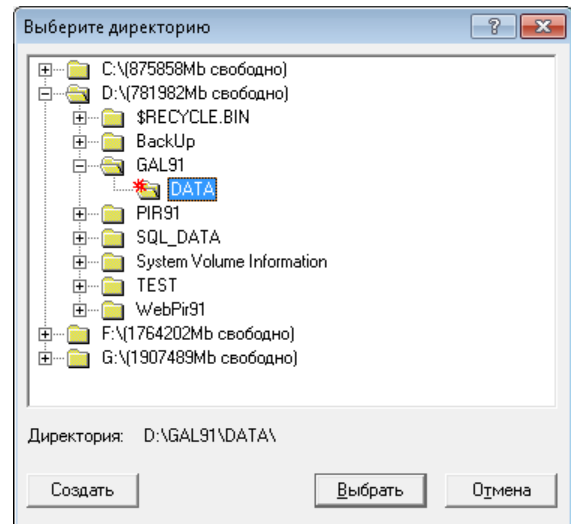 Выберите директорию
C:\(875858Mb свободно)
D:\(781982Mb свободно)
$RECYCLE.BIN
BackUp
GAL91
DATA
PIR91
SQL_DATA
System Volume Information
TEST
WebPir91
F:\(1764202Mb свободно)
G:\(1907489Mb свободно)
Директория: D:\GAL91\DATA\
Создать Выбрать Отмена